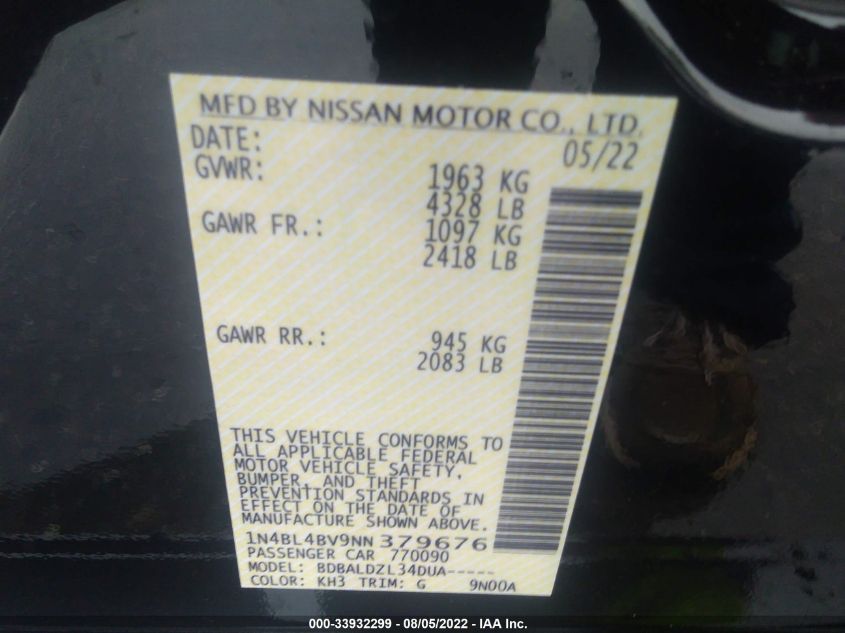 MFD BY NISSAN MOTOR CO., LTD.
DATE: 05/22
GVWR: 1963 KG
4328 LB
GAWR FR.: 1097 KG
2418 LB
GAWR RR.: 945 KG
2083 LB
THIS VEHICLE CONFORMS TO
ALL APPLICABLE FEDERAL
MOTOR VEHICLE SAFETY,
BUMPER, AND THEFT
PREVENTION STANDARDS IN
EFFECT ON THE DATE OF
MANUFACTURE SHOWN ABOVE.
1N4BL4BV9NN379676
PASSENGER CAR 770090
MODEL: BDBALDZL34DUA-----
COLOR: KH3 TRIM: G 9N00A
000-33932299 - 08/05/2022 - IAA Inc.